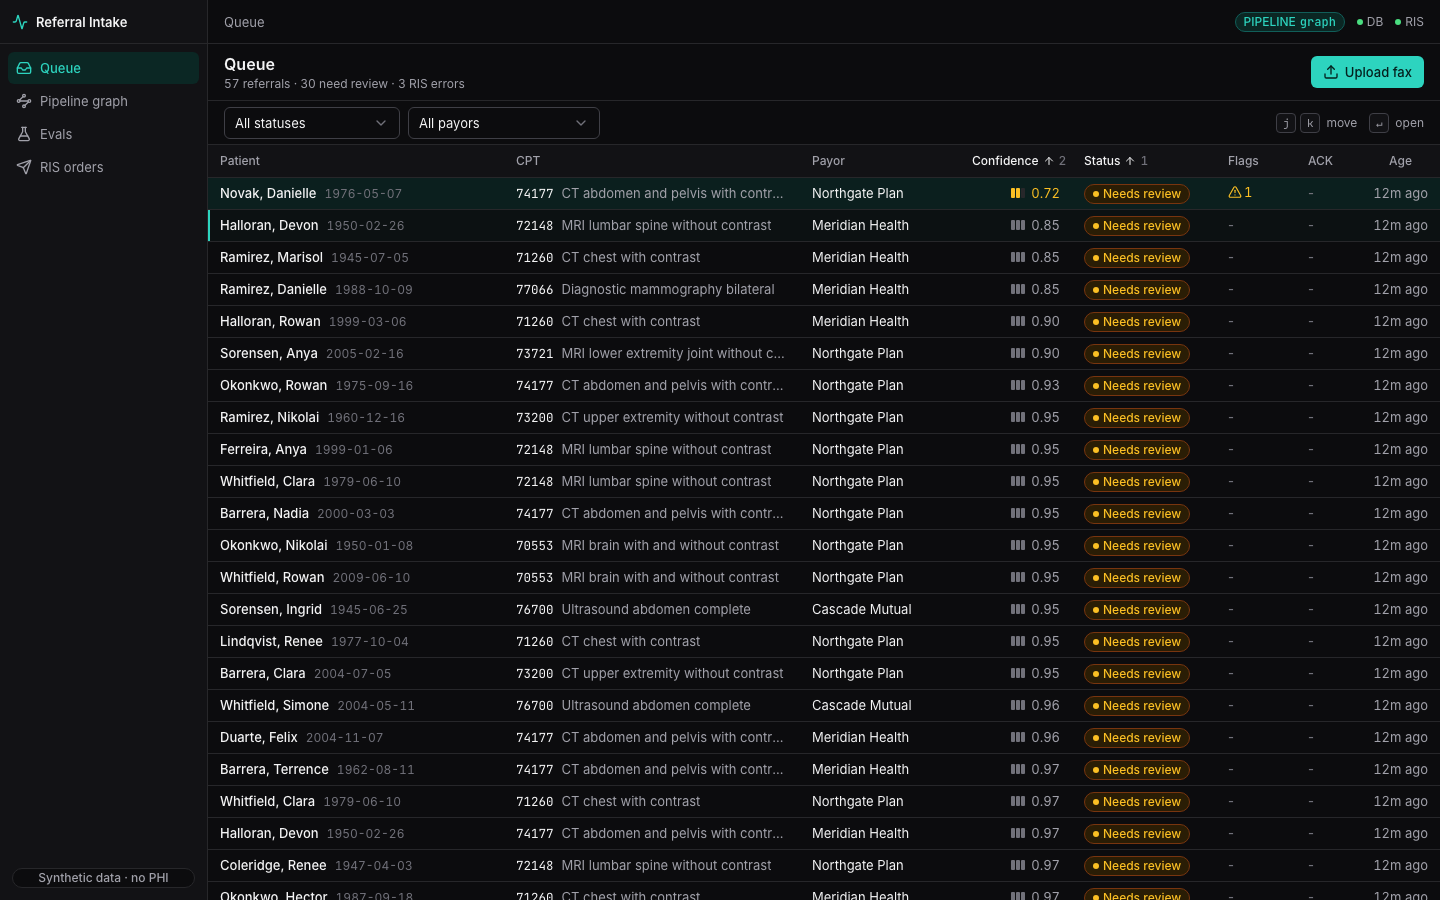 Referral Intake
Queue
PIPELINE graph
DB
RIS
Queue
Pipeline graph
Evals
RIS orders
Synthetic data · no PHI
Queue
57 referrals · 30 need review · 3 RIS errors
Upload fax
All statuses
All payors
j k move ↵ open
Patient CPT Payor Confidence ↑ 2 Status ↑ 1 Flags ACK Age
Novak, Danielle 1976-05-07 74177 CT abdomen and pelvis with contr... Northgate Plan 0.72 Needs review 1 - 12m ago
Halloran, Devon 1950-02-26 72148 MRI lumbar spine without contrast Meridian Health 0.85 Needs review - - 12m ago
Ramirez, Marisol 1945-07-05 71260 CT chest with contrast Meridian Health 0.85 Needs review - - 12m ago
Ramirez, Danielle 1988-10-09 77066 Diagnostic mammography bilateral Meridian Health 0.85 Needs review - - 12m ago
Halloran, Rowan 1999-03-06 71260 CT chest with contrast Meridian Health 0.90 Needs review - - 12m ago
Sorensen, Anya 2005-02-16 73721 MRI lower extremity joint without c... Northgate Plan 0.90 Needs review - - 12m ago
Okonkwo, Rowan 1975-09-16 74177 CT abdomen and pelvis with contr... Northgate Plan 0.93 Needs review - - 12m ago
Ramirez, Nikolai 1960-12-16 73200 CT upper extremity without contrast Northgate Plan 0.95 Needs review - - 12m ago
Ferreira, Anya 1999-01-06 72148 MRI lumbar spine without contrast Northgate Plan 0.95 Needs review - - 12m ago
Whitfield, Clara 1979-06-10 72148 MRI lumbar spine without contrast Northgate Plan 0.95 Needs review - - 12m ago
Barrera, Nadia 2000-03-03 74177 CT abdomen and pelvis with contr... Northgate Plan 0.95 Needs review - - 12m ago
Okonkwo, Nikolai 1950-01-08 70553 MRI brain with and without contrast Northgate Plan 0.95 Needs review - - 12m ago
Whitfield, Rowan 2009-06-10 70553 MRI brain with and without contrast Northgate Plan 0.95 Needs review - - 12m ago
Sorensen, Ingrid 1945-06-25 76700 Ultrasound abdomen complete Cascade Mutual 0.95 Needs review - - 12m ago
Lindqvist, Renee 1977-10-04 71260 CT chest with contrast Northgate Plan 0.95 Needs review - - 12m ago
Barrera, Clara 2004-07-05 73200 CT upper extremity without contrast Northgate Plan 0.95 Needs review - - 12m ago
Whitfield, Simone 2004-05-11 76700 Ultrasound abdomen complete Cascade Mutual 0.96 Needs review - - 12m ago
Duarte, Felix 2004-11-07 74177 CT abdomen and pelvis with contr... Meridian Health 0.96 Needs review - - 12m ago
Barrera, Terrence 1962-08-11 74177 CT abdomen and pelvis with contr... Meridian Health 0.97 Needs review - - 12m ago
Whitfield, Clara 1979-06-10 71260 CT chest with contrast Northgate Plan 0.97 Needs review - - 12m ago
Halloran, Devon 1950-02-26 74177 CT abdomen and pelvis with contr... Meridian Health 0.97 Needs review - - 12m ago
Coleridge, Renee 1947-04-03 72148 MRI lumbar spine without contrast Northgate Plan 0.97 Needs review - - 12m ago
Okonkwo, Hector 1987-09-18 71260 CT chest with contrast Meridian Health 0.97 Needs review - - 12m ago